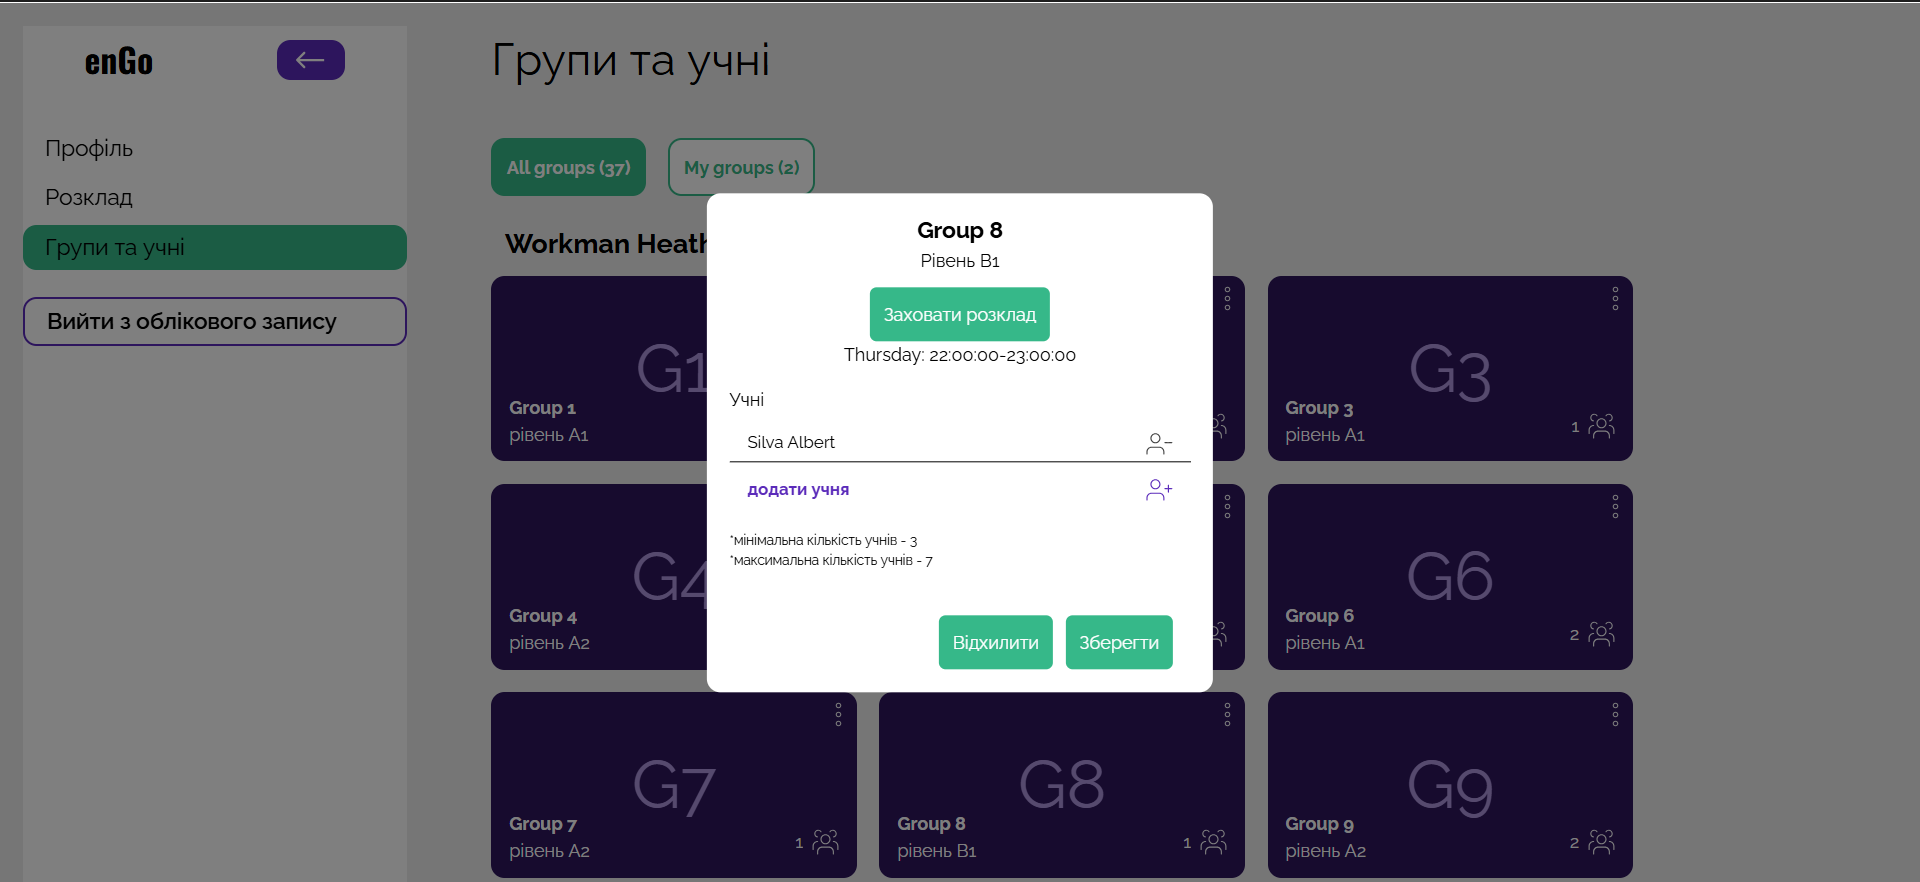 enGo
Профіль
Розклад
Групи та учні
Вийти з облікового запису
Групи та учні
All groups (37)
My groups (2)
Workman Heath
G1
Group 1
рівень A1
G3
Group 3
рівень A1
1
G4
Group 4
рівень A2
G6
Group 6
рівень A1
2
G7
Group 7
рівень A2
1
G8
Group 8
рівень B1
1
G9
Group 9
рівень A2
2
Group 8
Рівень B1
Заховати розклад
Thursday: 22:00:00-23:00:00
Учні
Silva Albert
додати учня
*мінімальна кількість учнів - 3
*максимальна кількість учнів - 7
Відхилити
Зберегти